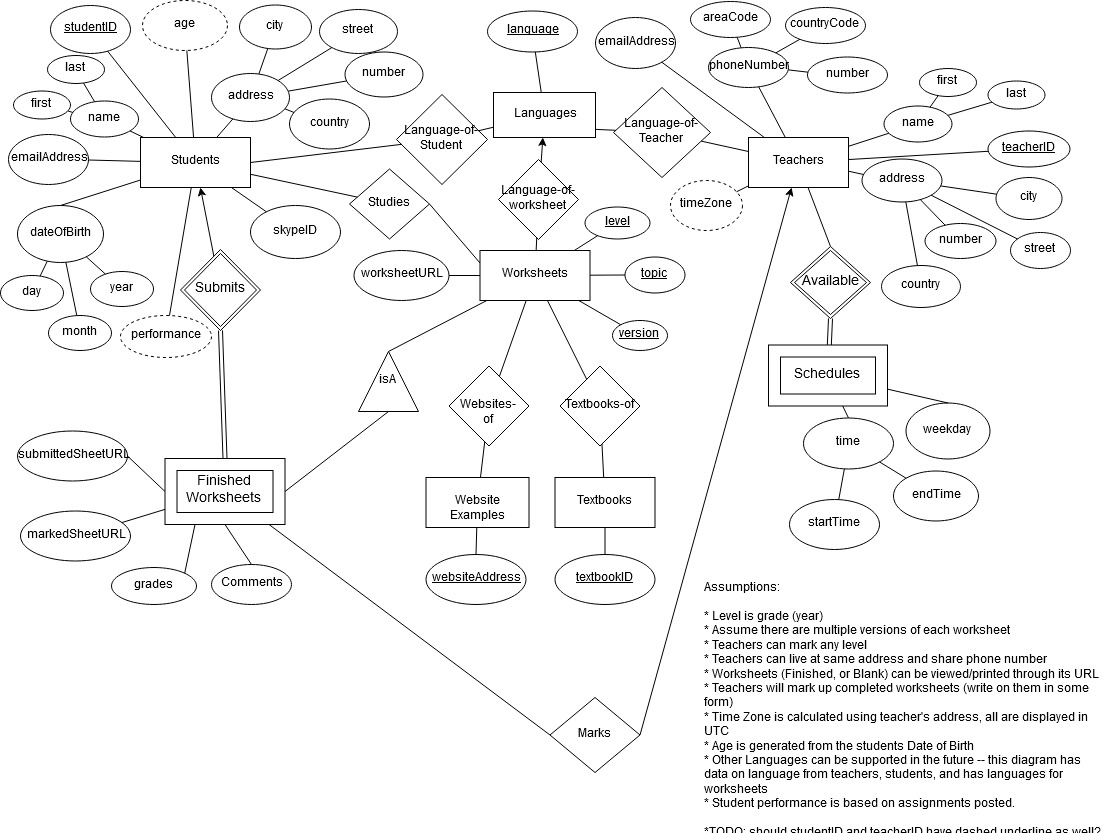 studentID
age
city
street
last
number
first
address
name
country
emailAddress
Students
dateOfBirth
skypeID
day
year
month
performance
Submits
language
Languages
Language-of-
Student
Language-of-
Teacher
Studies
Language-of-
worksheet
worksheetURL
Worksheets
level
topic
version
isA
Websites-
of
Textbooks-of
Website
Examples
Textbooks
websiteAddress
textbookID
areaCode
countryCode
emailAddress
phoneNumber
number
first
last
name
Teachers
teacherID
timeZone
address
city
number
street
country
Available
Schedules
time
weekday
endTime
startTime
submittedSheetURL
Finished
Worksheets
markedSheetURL
grades
Comments
Marks
Assumptions:
* Level is grade (year)
* Assume there are multiple versions of each worksheet
* Teachers can mark any level
* Teachers can live at same address and share phone number
* Worksheets (Finished, or Blank) can be viewed/printed through its URL
* Teachers will mark up completed worksheets (write on them in some
form)
* Time Zone is calculated using teacher's address, all are displayed in
UTC
* Age is generated from the students Date of Birth
* Other Languages can be supported in the future -- this diagram has
data on language from teachers, students, and has languages for
worksheets
* Student performance is based on assignments posted.
*TODO: should studentID and teacherID have dashed underline as well?